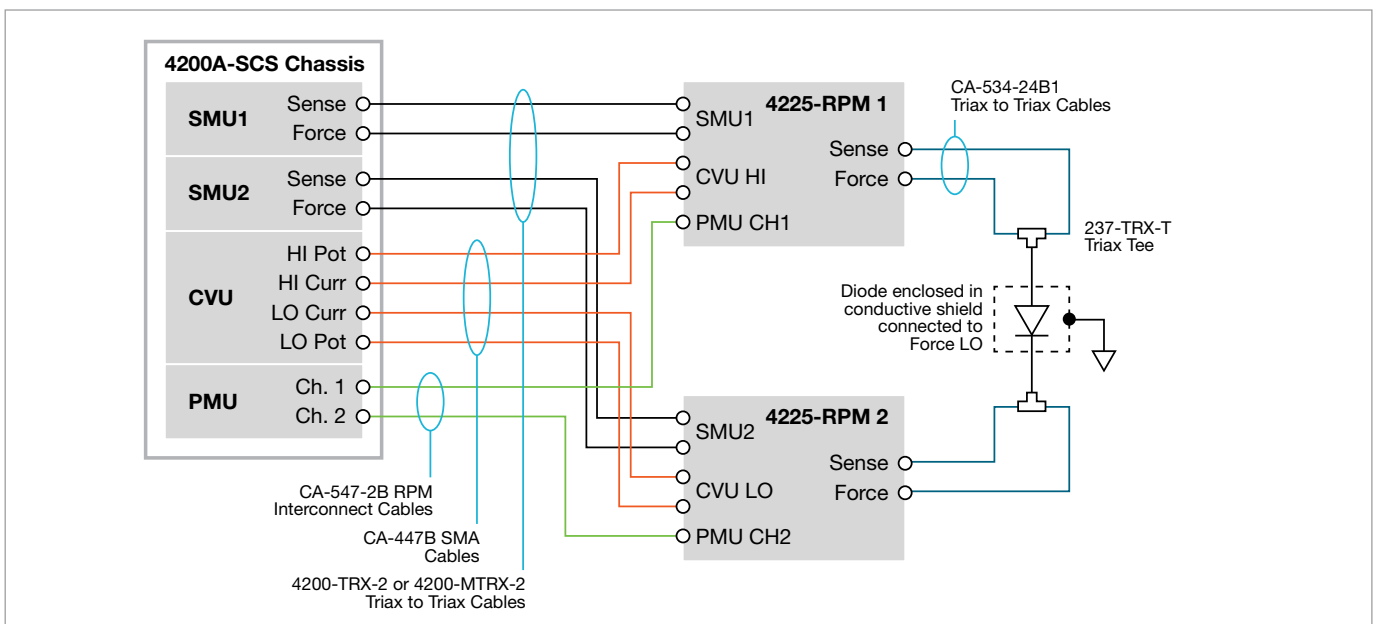 4200A-SCS Chassis
SMU1
Sense
Force
SMU2
Sense
Force
CVU
HI Pot
HI Curr
LO Curr
LO Pot
PMU
Ch. 1
Ch. 2
CA-547-2B RPM
Interconnect Cables
CA-447B SMA
Cables
4200-TRX-2 or 4200-MTRX-2
Triax to Triax Cables
4225-RPM 1
SMU1
CVU HI
PMU CH1
Sense
Force
4225-RPM 2
SMU2
CVU LO
PMU CH2
Sense
Force
CA-534-24B1
Triax to Triax Cables
237-TRX-T
Triax Tee
Diode enclosed in
conductive shield
connected to
Force LO